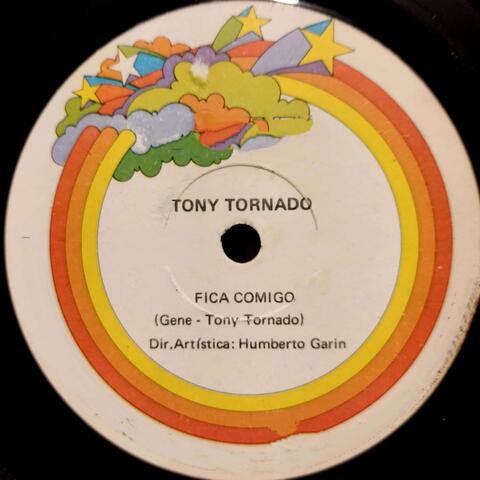 TONY TORNADO
FICA COMIGO
(Gene - Tony Tornado)
Dir.Artística: Humberto Garin